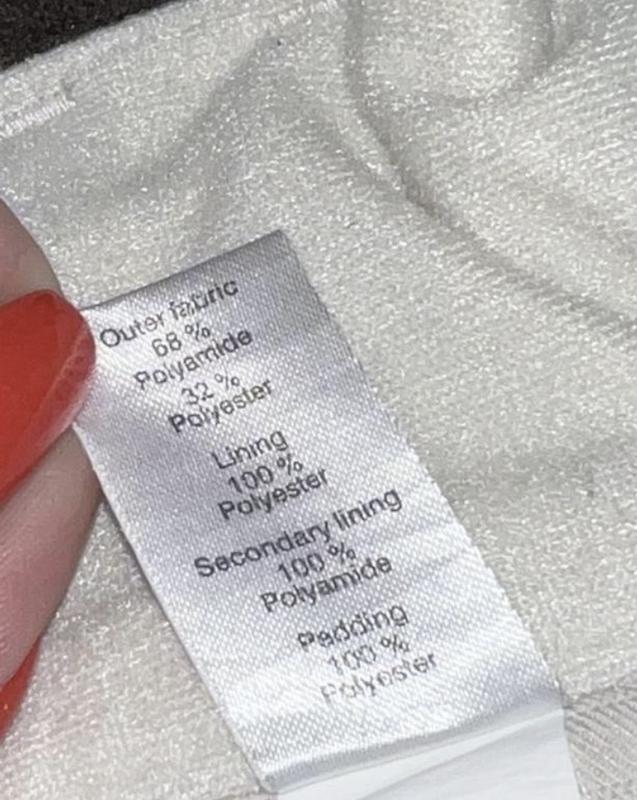 Outer fabric
68 %
Polyamide
32 %
Polyester
Lining
100 %
Polyester
Secondary lining
100 %
Polyamide
Padding
100 %
Polyester